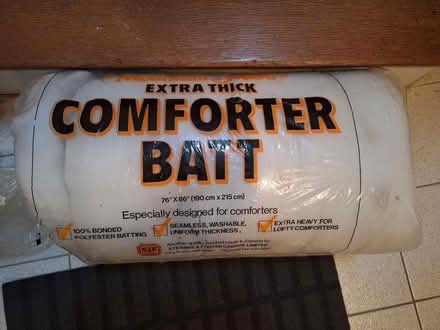 EXTRA THICK
COMFORTER
BATT
76" X 86" (190 cm x 215 cm)
Especially designed for comforters
100% BONDED
POLYESTER BATTING.
SEAMLESS, WASHABLE,
UNIFORM THICKNESS.
EXTRA HEAVY FOR
LOFTY COMFORTERS